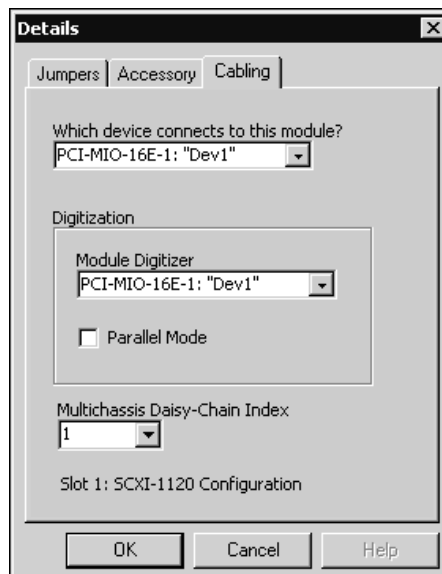 Details
Jumpers Accessory Cabling
Which device connects to this module?
PCI-MIO-16E-1: "Dev1"
Digitization
Module Digitizer
PCI-MIO-16E-1: "Dev1"
Parallel Mode
Multichassis Daisy-Chain Index
1
Slot 1: SCXI-1120 Configuration
OK Cancel Help